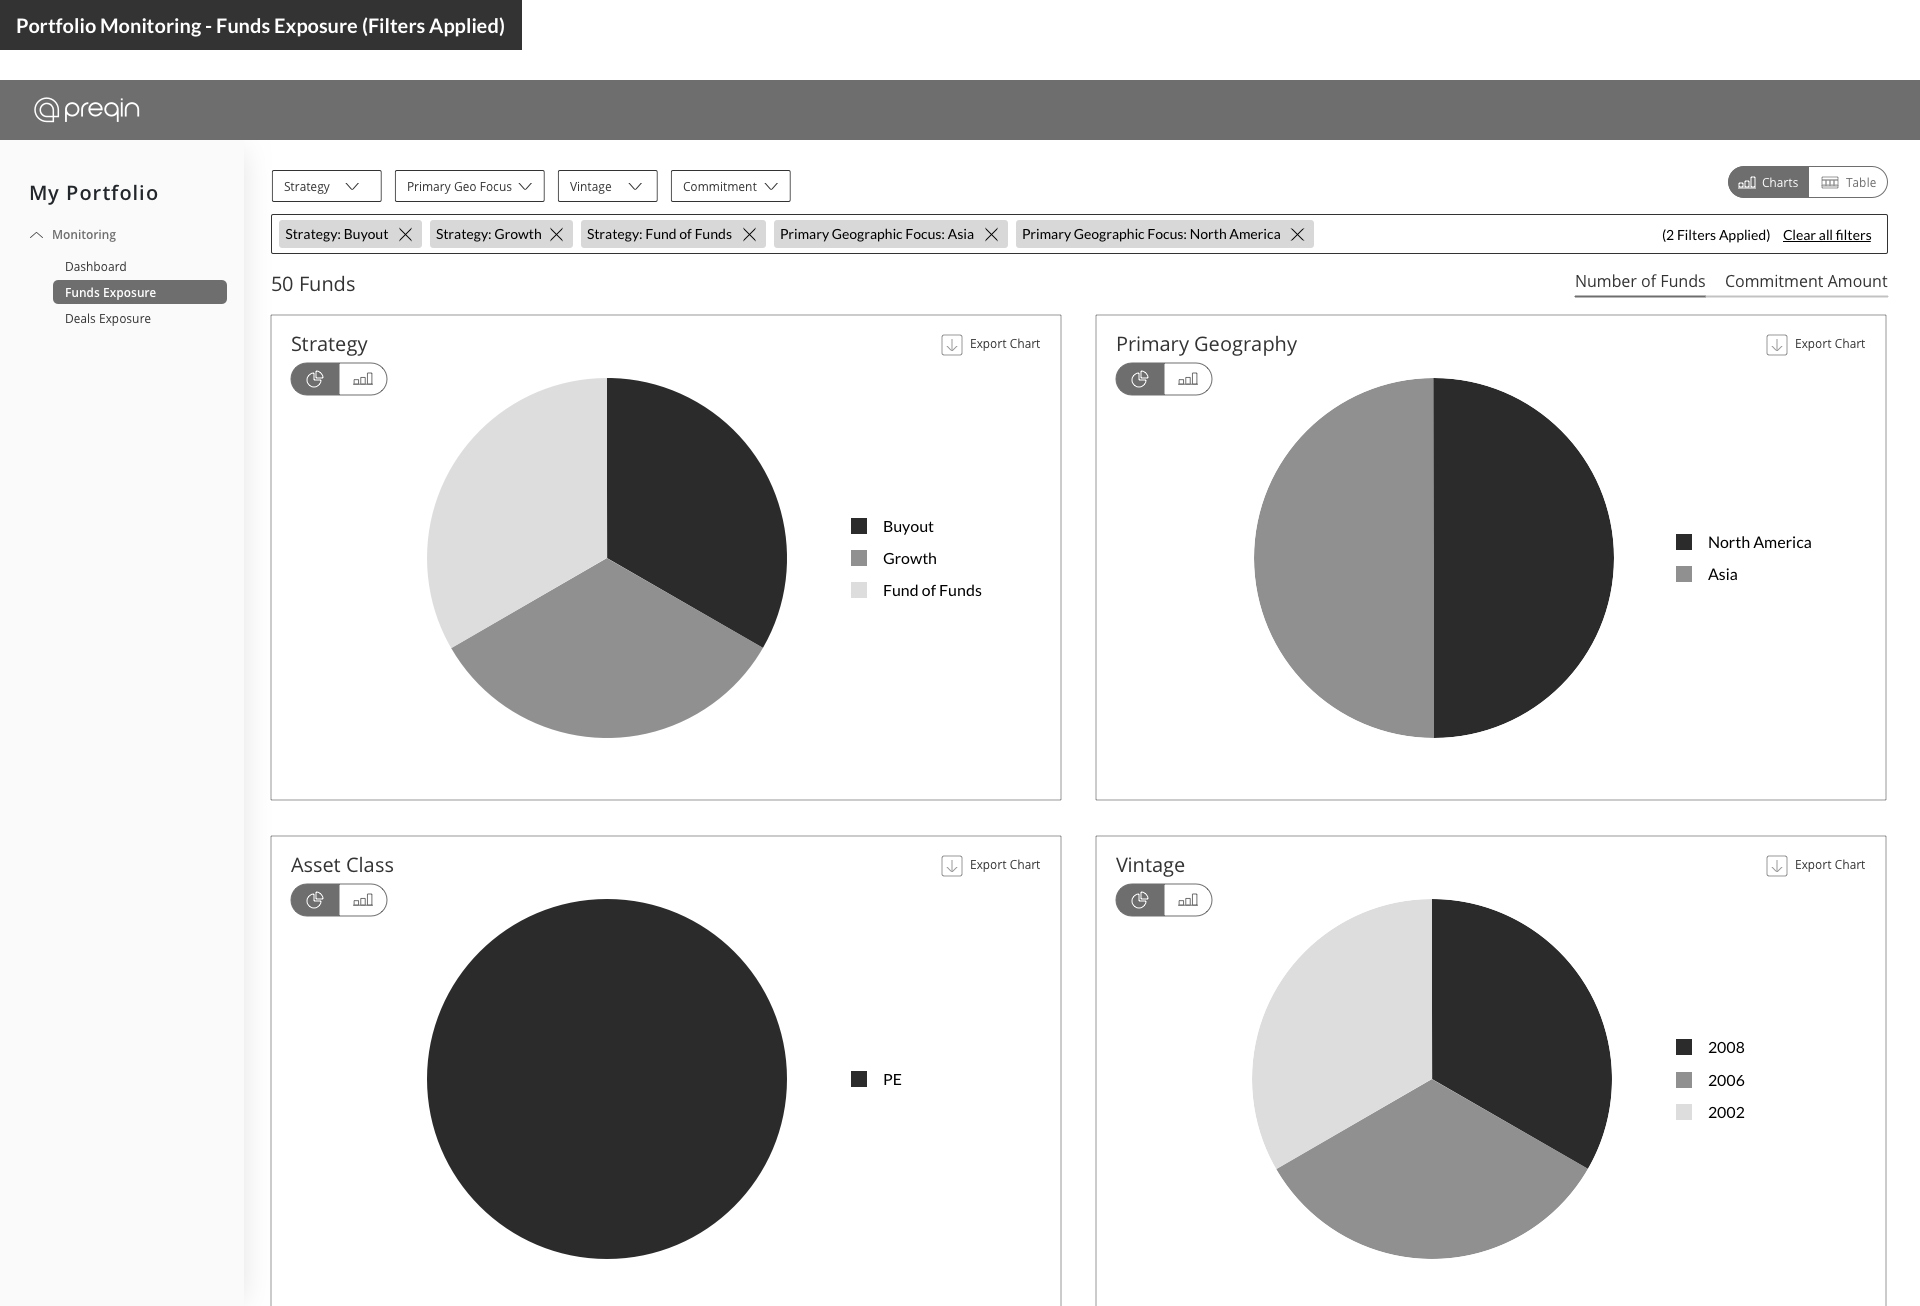 Portfolio Monitoring - Funds Exposure (Filters Applied)
preqin
My Portfolio
Monitoring
Dashboard
Funds Exposure
Deals Exposure
Strategy
Primary Geo Focus
Vintage
Commitment
Charts
Table
Strategy: Buyout
Strategy: Growth
Strategy: Fund of Funds
Primary Geographic Focus: Asia
Primary Geographic Focus: North America
(2 Filters Applied)
Clear all filters
50 Funds
Number of Funds
Commitment Amount
Strategy
Export Chart
Buyout
Growth
Fund of Funds
Primary Geography
Export Chart
North America
Asia
Asset Class
Export Chart
PE
Vintage
Export Chart
2008
2006
2002